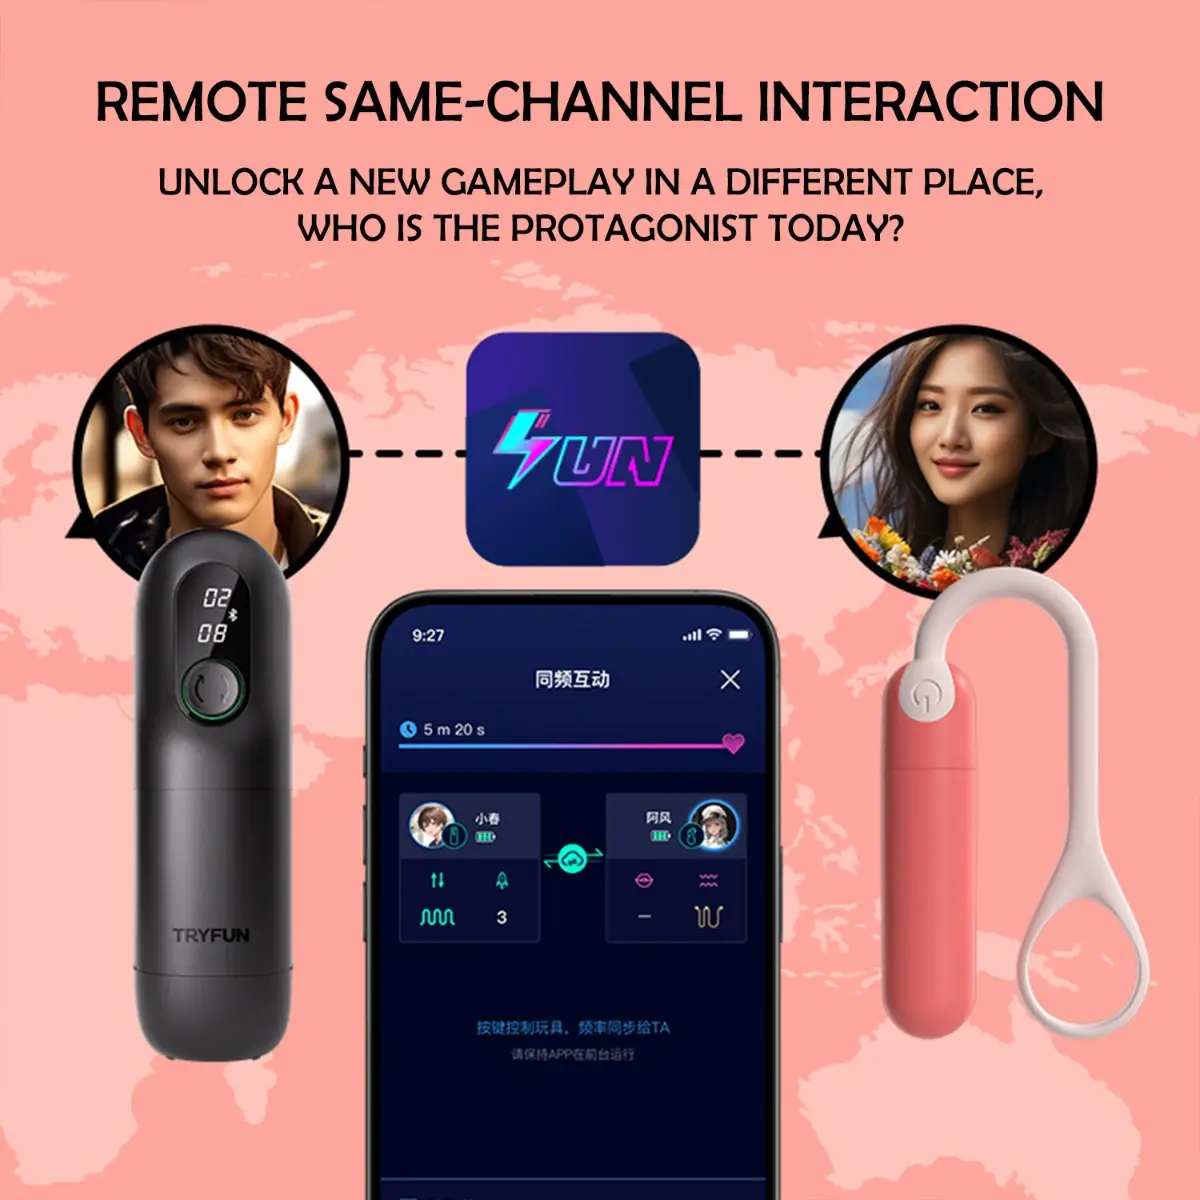 REMOTE SAME-CHANNEL INTERACTION
UNLOCK A NEW GAMEPLAY IN A DIFFERENT PLACE,
WHO IS THE PROTAGONIST TODAY?
UN
02
08
TRYFUN
9:27
同频互动
5 m 20 s
小春
阿风
3
按键控制玩具，频率同步给TA
请保持APP在前台运行